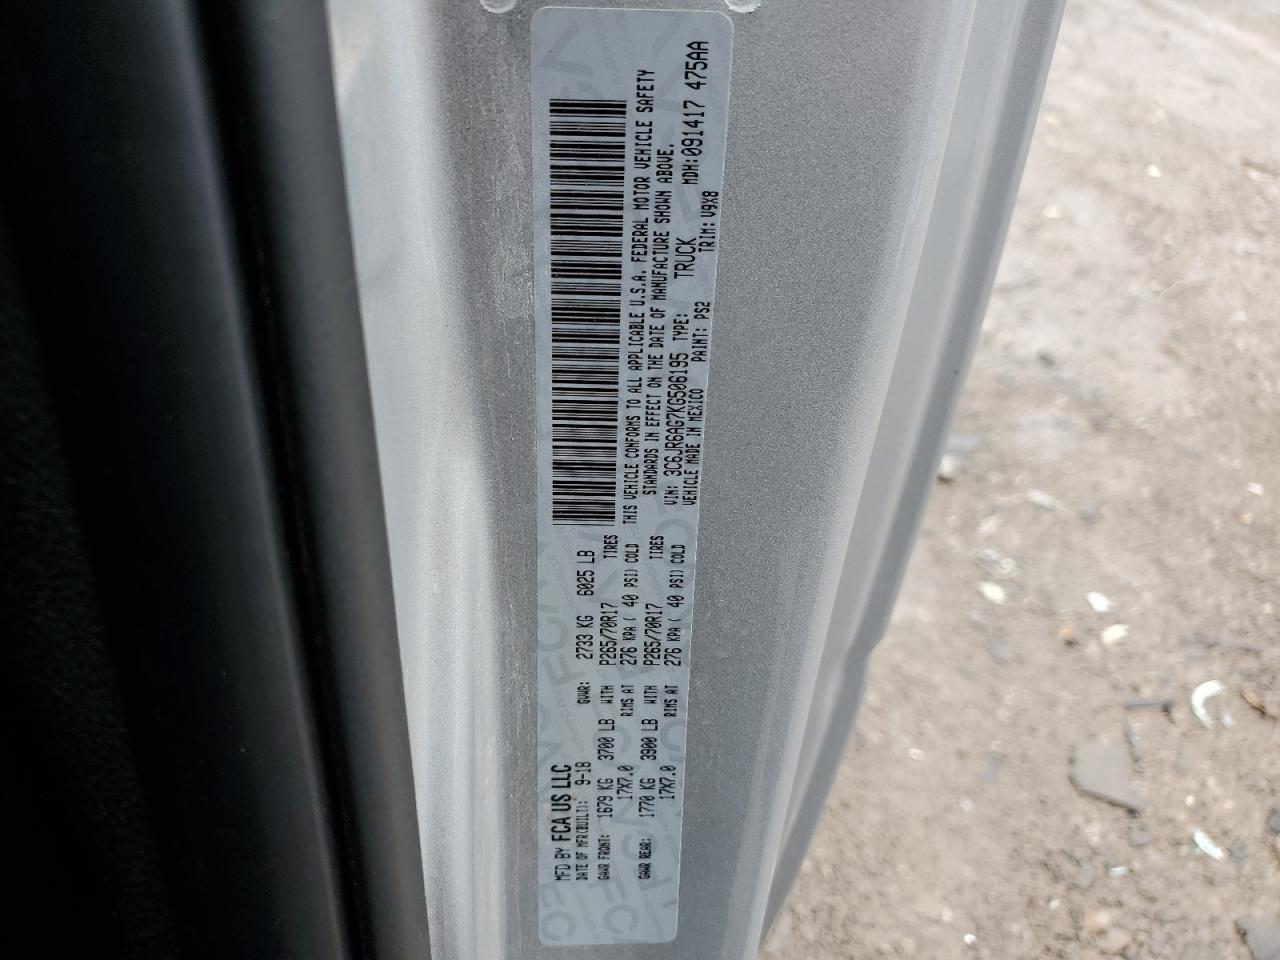 MFD BY FCA US LLC
DATE OF MFR(BUILT): 9-18 GVWR: 2733 KG 6025 LB
GAWR FRONT: 1679 KG 3700 LB WITH P265/70R17 TIRES
17X7.0 RIMS AT 276 KPA ( 40 PSI) COLD
GAWR REAR: 1770 KG 3900 LB WITH P265/70R17 TIRES
17X7.0 RIMS AT 276 KPA ( 40 PSI) COLD
THIS VEHICLE CONFORMS TO ALL APPLICABLE U.S.A. FEDERAL MOTOR VEHICLE SAFETY
STANDARDS IN EFFECT ON THE DATE OF MANUFACTURE SHOWN ABOVE.
VIN: 3C6JR6AG7KG506195 TYPE: TRUCK MDH:091417 475AA
VEHICLE MADE IN MEXICO PAINT: PS2 TRIM: V9X8